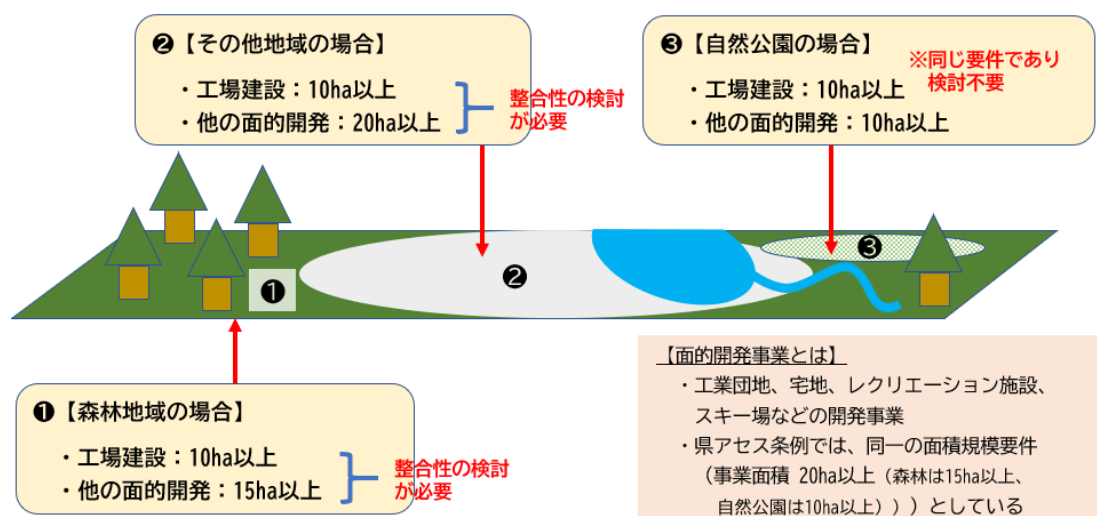 ❷【その他地域の場合】
・工場建設：10ha以上
・他の面的開発：20ha以上
整合性の検討
が必要
❸【自然公園の場合】
※同じ要件であり
検討不要
・工場建設：10ha以上
・他の面的開発：10ha以上
❶
❷
❸
❶【森林地域の場合】
・工場建設：10ha以上
・他の面的開発：15ha以上
整合性の検討
が必要
【面的開発事業とは】
・工業団地、宅地、レクリエーション施設、
スキー場などの開発事業
・県アセス条例では、同一の面積規模要件
（事業面積 20ha以上（森林は15ha以上、
自然公園は10ha以上）））としている